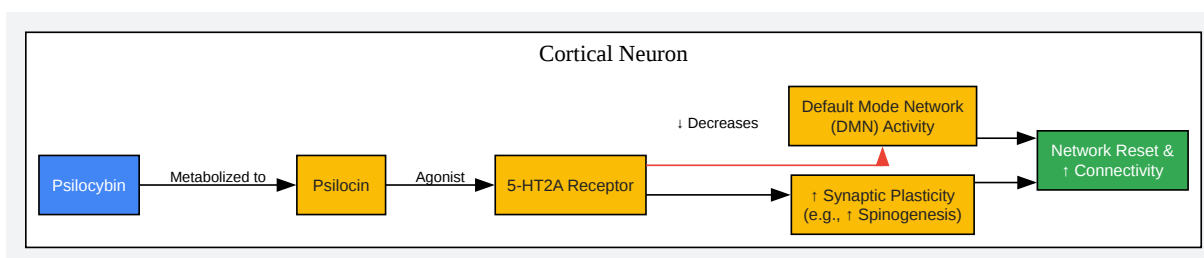 Cortical Neuron
Psilocybin
Metabolized to
Psilocin
Agonist
5-HT2A Receptor
↓ Decreases
Default Mode Network
(DMN) Activity
↑ Synaptic Plasticity
(e.g., ↑ Spinogenesis)
Network Reset &
↑ Connectivity